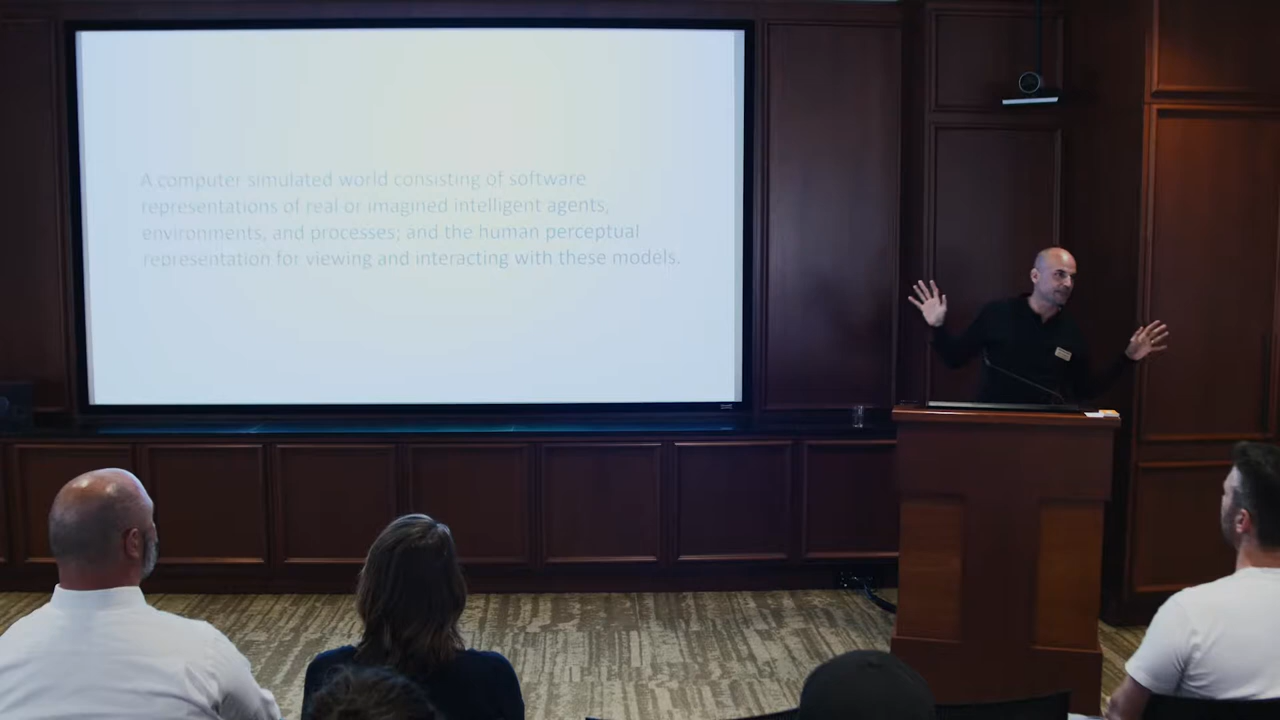 A computer simulated world consisting of software
representations of real or imagined intelligent agents,
environments, and processes; and the human perceptual
representation for viewing and interacting with these models.